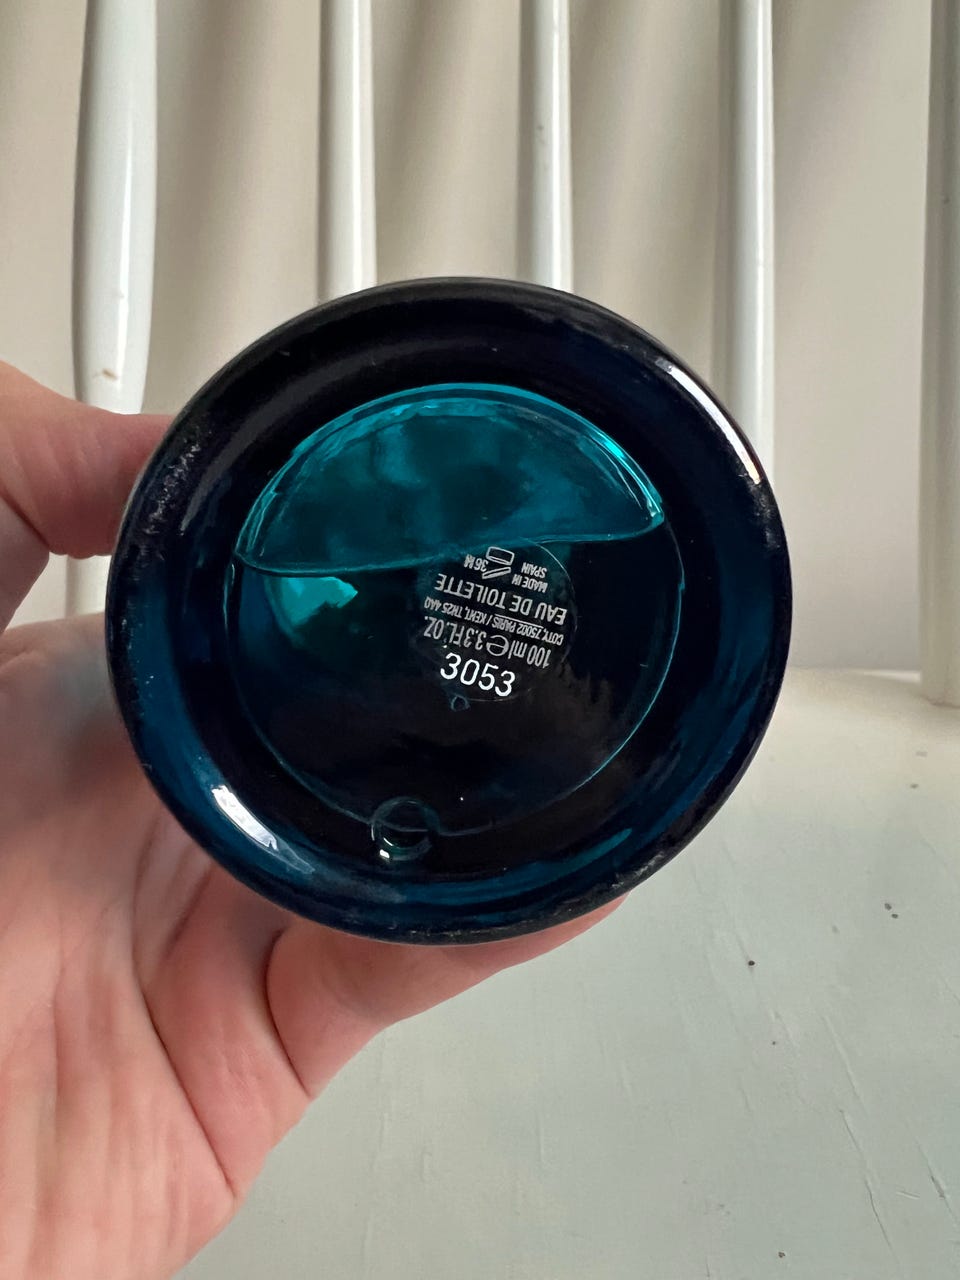 3053
100 ml ℮ 3.3 FL. OZ.
COTY, 75002 PARIS / KENT, TN25 4AQ
EAU DE TOILETTE
MADE IN
SPAIN
36 M